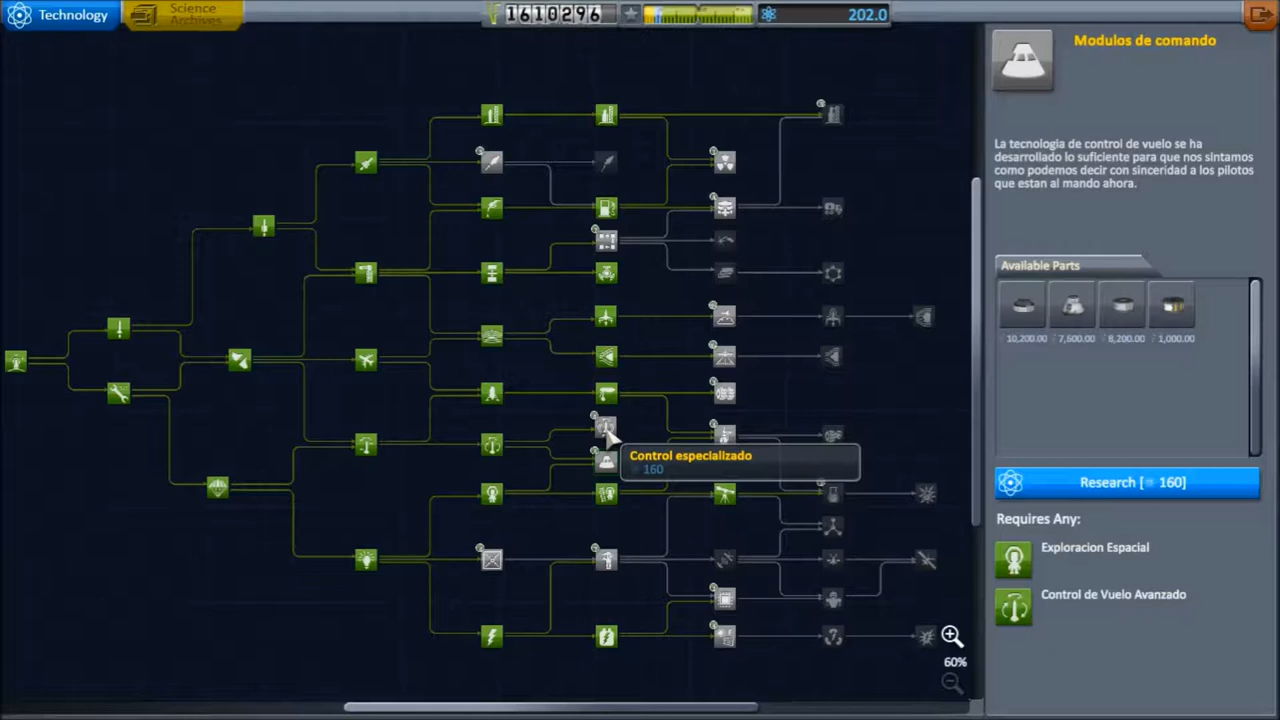 Technology
Science
Archives
1610296
202.0
Modulos de comando
La tecnologia de control de vuelo se ha
desarrollado lo suficiente para que nos sintamos
como podemos decir con sinceridad a los pilotos
que estan al mando ahora.
Available Parts
10,200.00 7,600.00 8,200.00 1,000.00
Control especializado
160
Research [ 160]
Requires Any:
Exploracion Espacial
Control de Vuelo Avanzado
60%